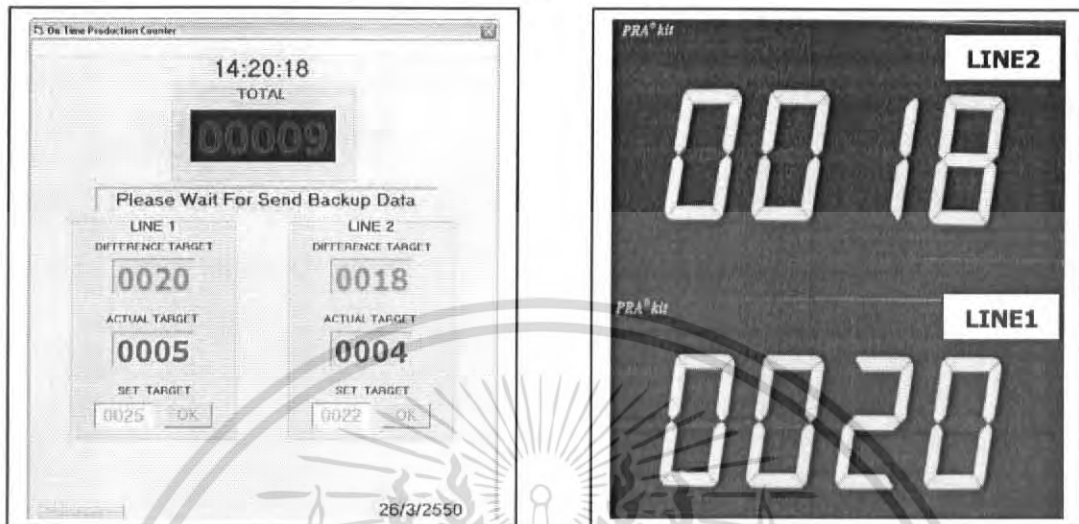 On Time Production Counter
14:20:18
TOTAL
00009
Please Wait For Send Backup Data
LINE 1
DIFFERENCE TARGET
0020
ACTUAL TARGET
0005
SET TARGET
0025 OK
LINE 2
DIFFERENCE TARGET
0018
ACTUAL TARGET
0004
SET TARGET
0022 OK
26/3/2550
PRA®kit
LINE2
0018
PRA®kit
LINE1
0020